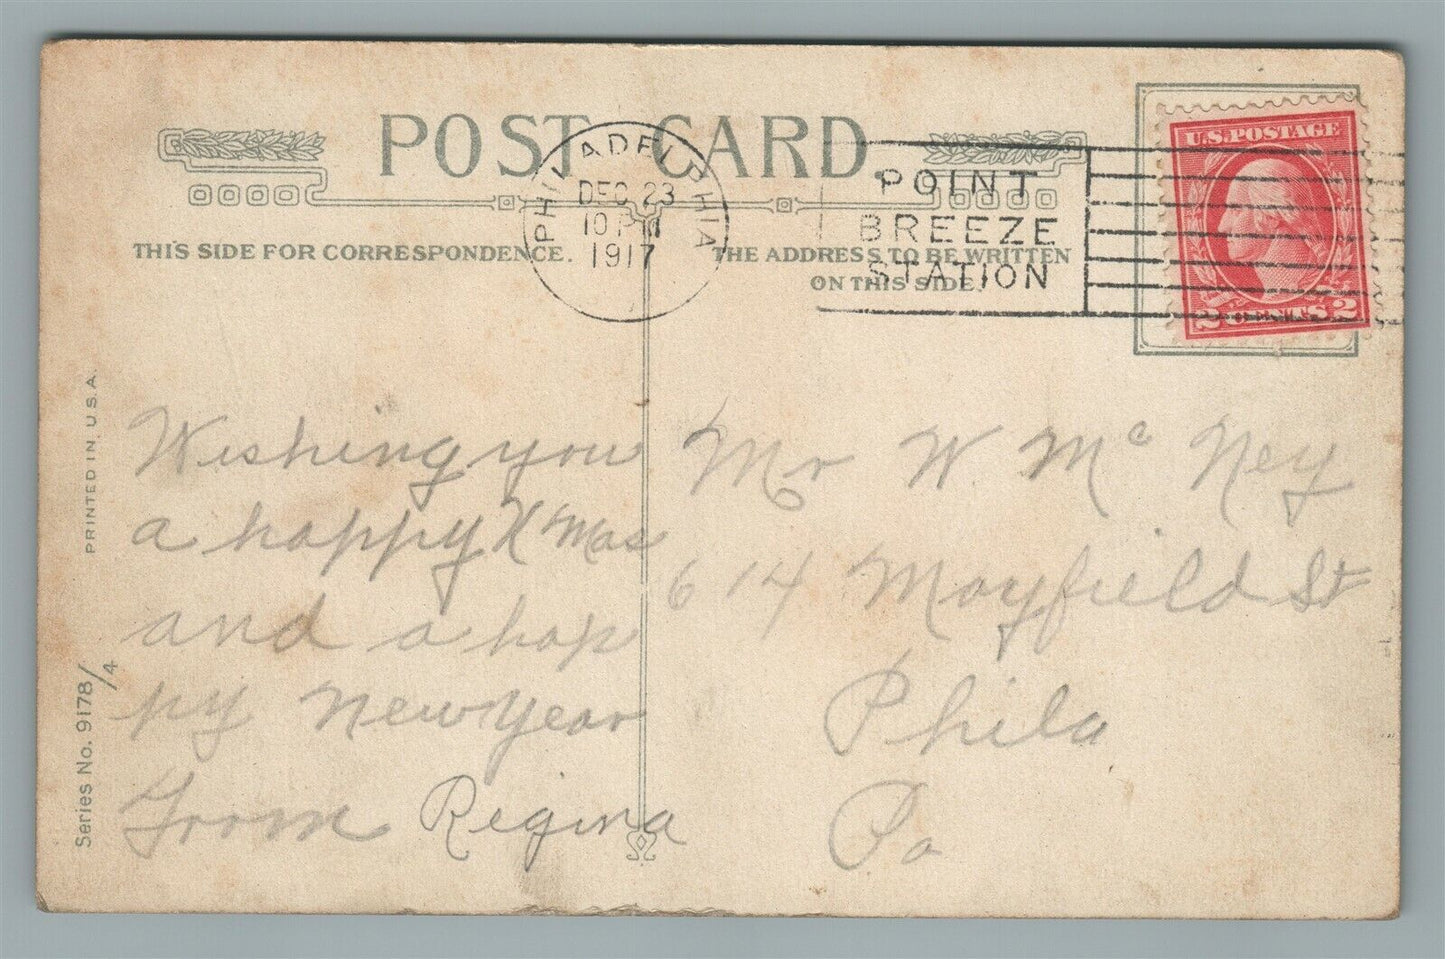 POST CARD.
PHILADELPHIA
DEC 23
10 PM
1917
POINT
BREEZE
STATION
U.S. POSTAGE
2 CENTS 2
THIS SIDE FOR CORRESPONDENCE.
THE ADDRESS TO BE WRITTEN
ON THIS SIDE.
PRINTED IN U.S.A.
Series No. 9178/4
Wishing you
a happy X Mas
and a hap
py New Year
From Regina
Mr W. Mc Ney
614 Mayfield St
Phila
Pa